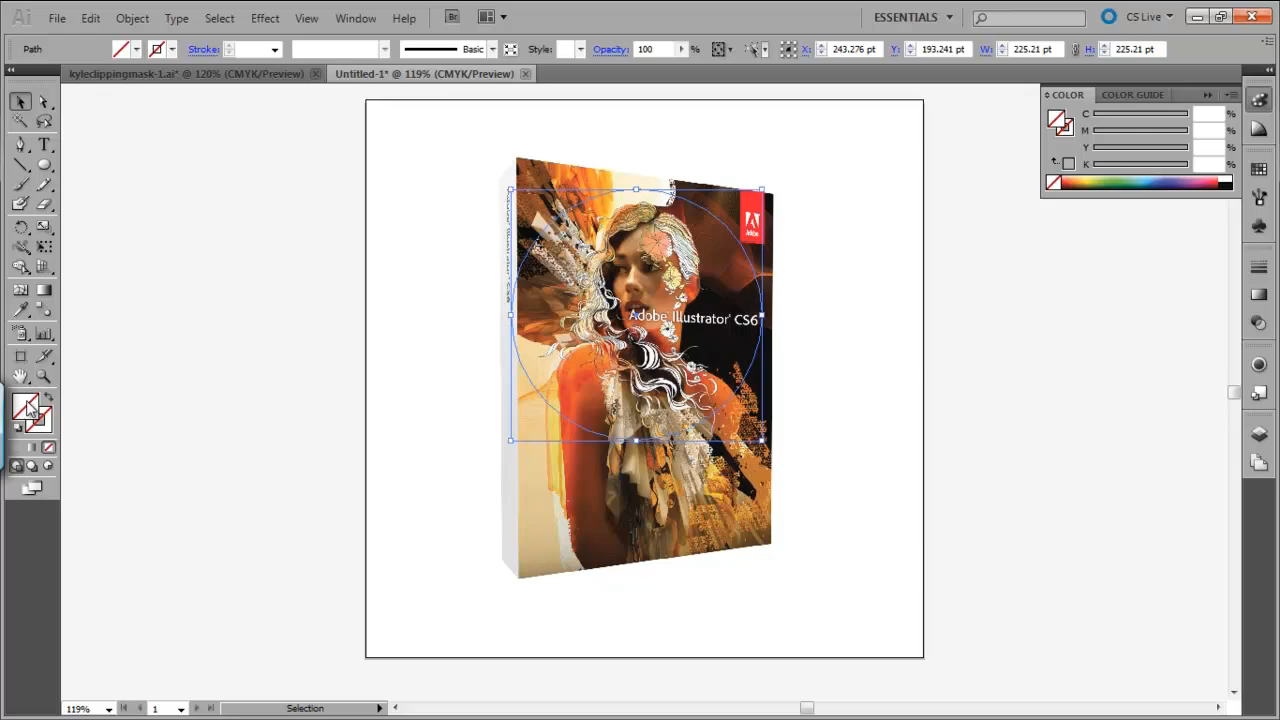 Ai File Edit Object Type Select Effect View Window Help Br ESSENTIALS CS Live
Path Stroke: Basic Style: Opacity: 100 % X: 243.276 pt Y: 193.241 pt W: 225.21 pt H: 225.21 pt
kyleclippingmask-1.ai* @ 120% (CMYK/Preview) Untitled-1* @ 119% (CMYK/Preview)
COLOR COLOR GUIDE
C %
M %
Y %
K %
T
Adobe
Adobe Illustrator CS6
119% 1 Selection